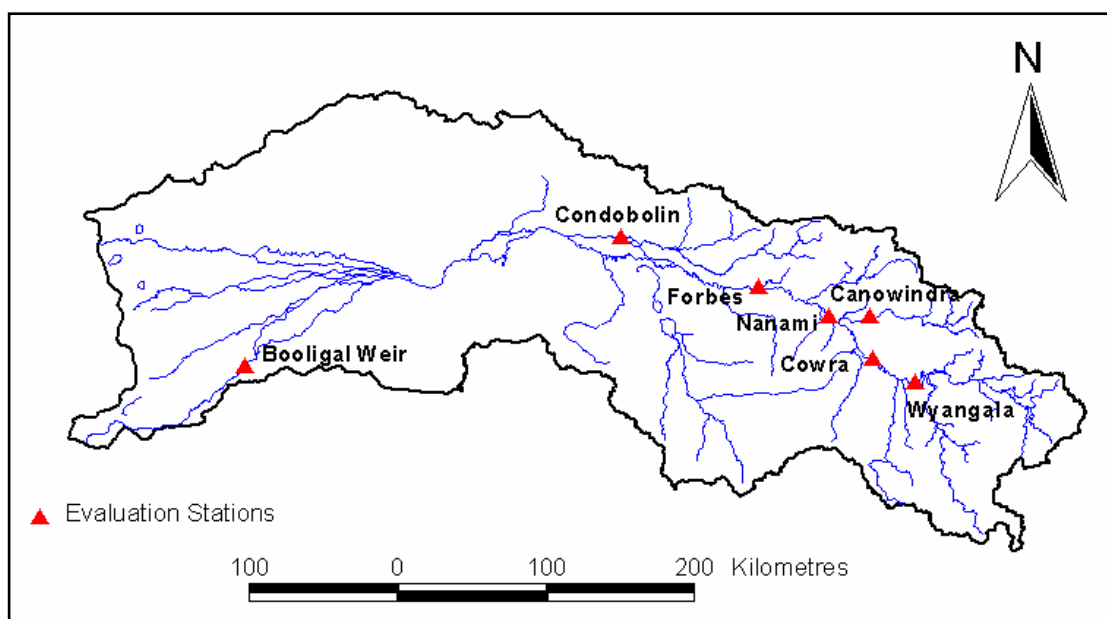 N
Condobolin
Forbes
Canowindra
Nanami
Booligal Weir
Cowra
Wyangala
Evaluation Stations
100 0 100 200 Kilometres